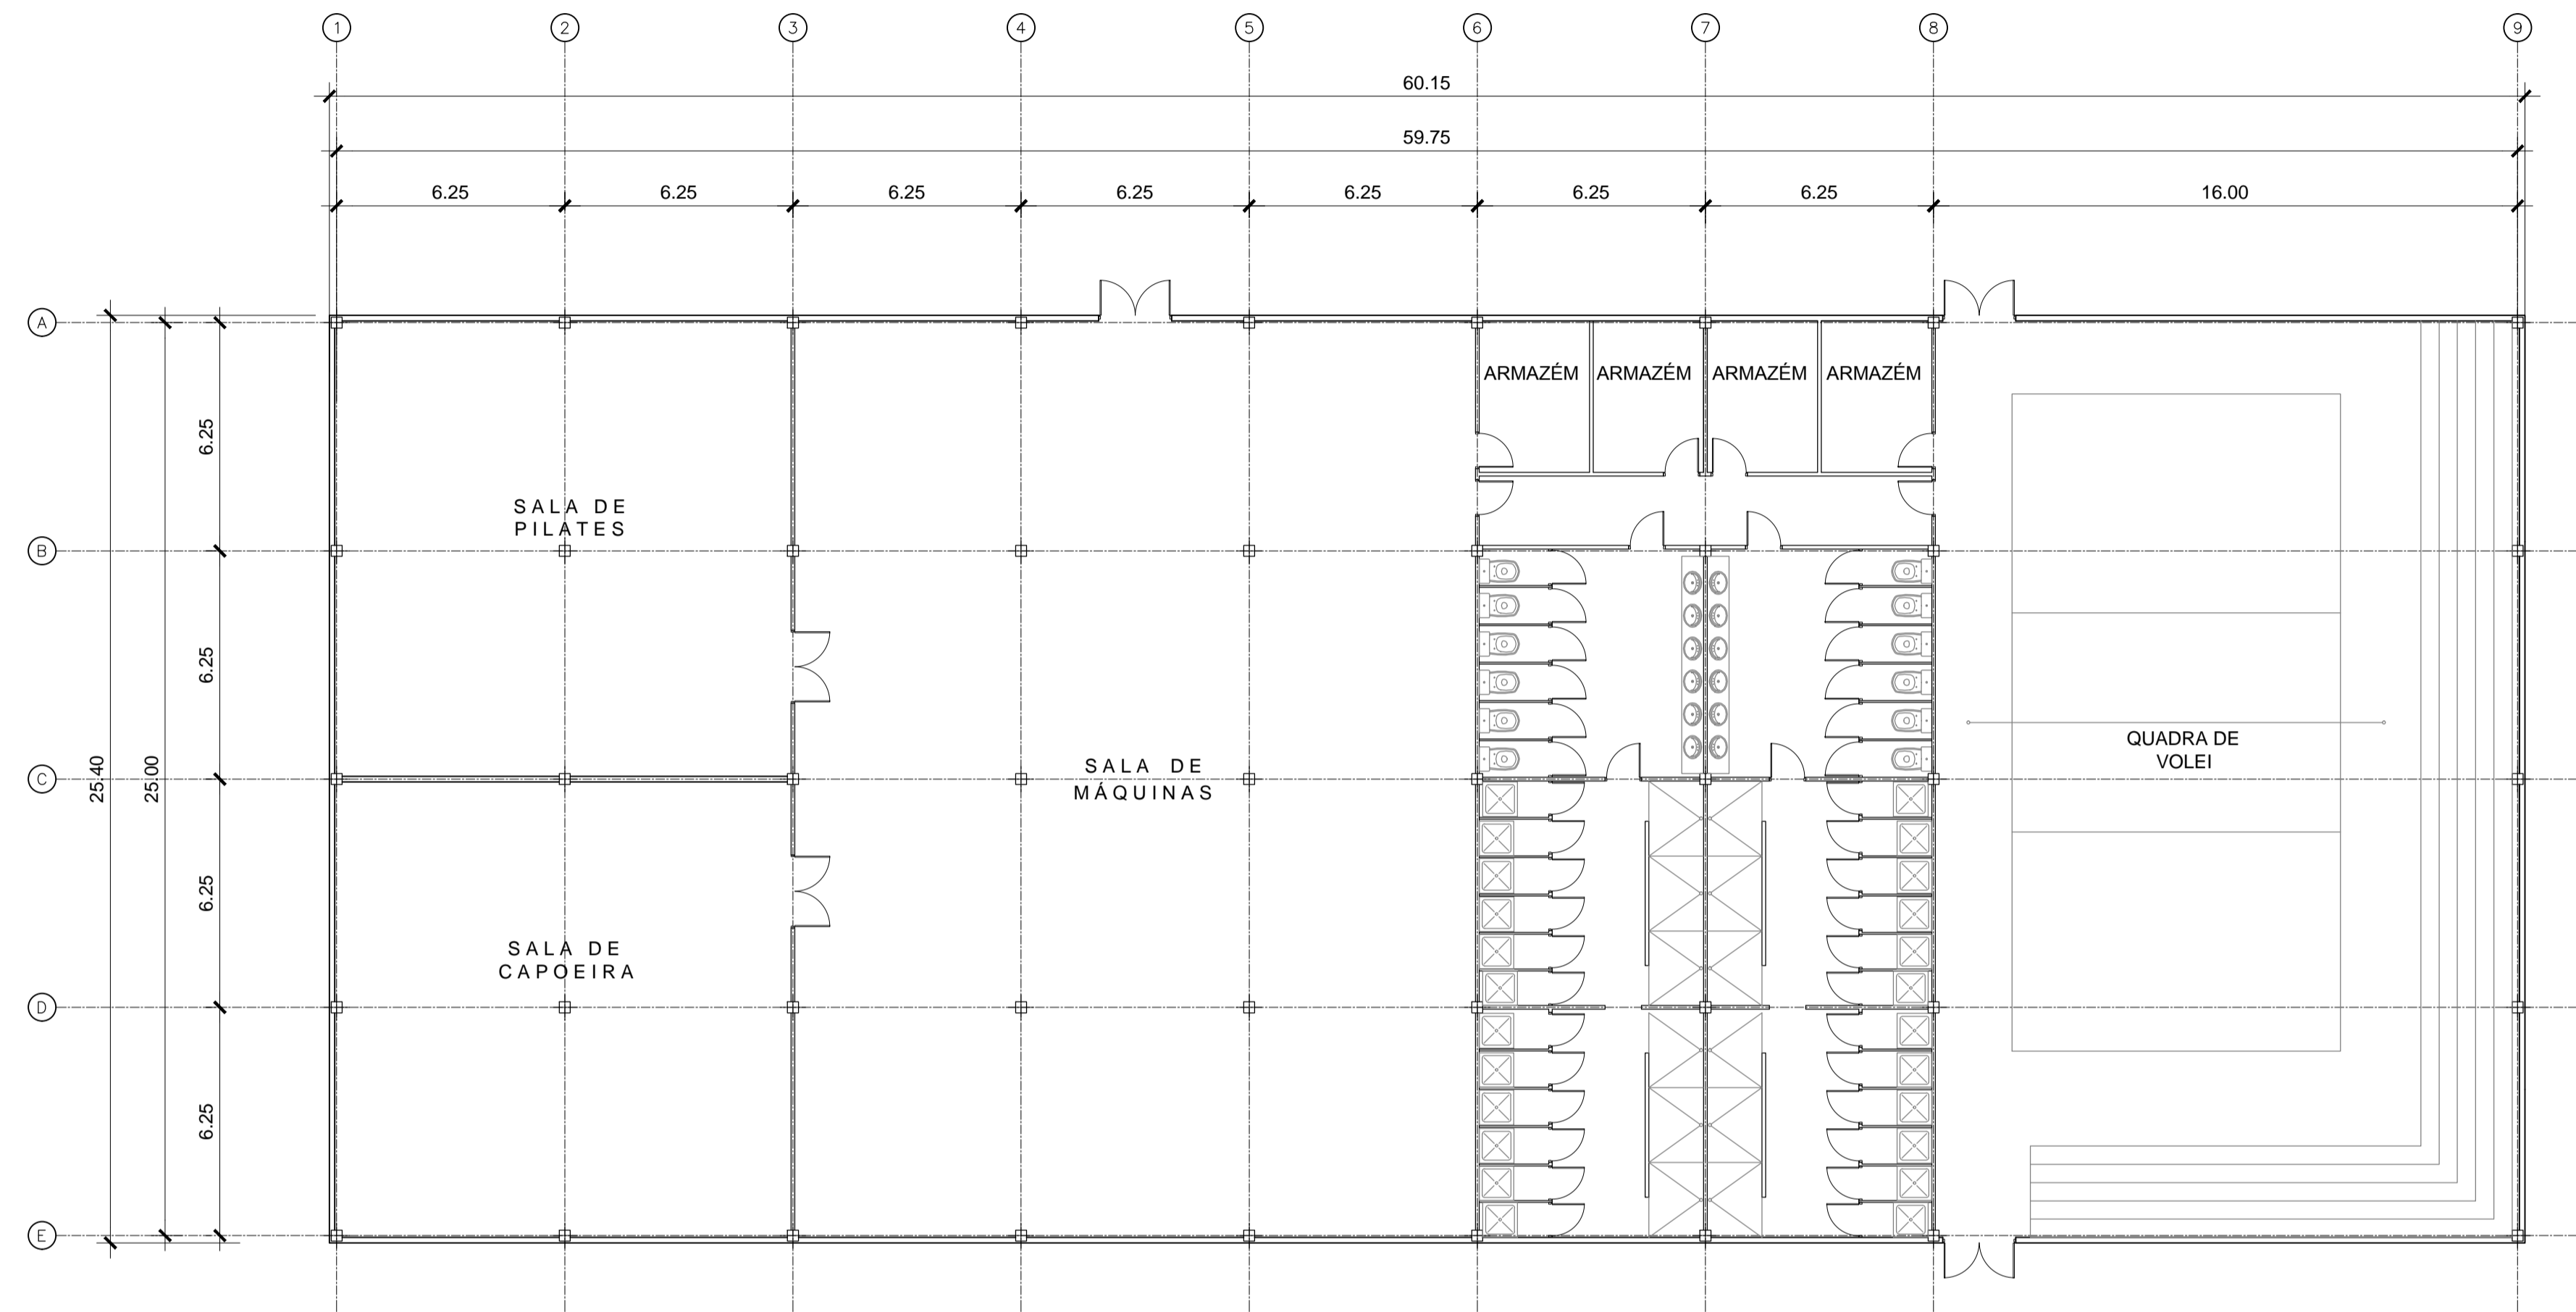 1 2 3 4 5 6 7 8 9
60.15
59.75
6.25 6.25 6.25 6.25 6.25 6.25 6.25 16.00
A
ARMAZÉM ARMAZÉM ARMAZÉM ARMAZÉM
6.25
SALA DE
PILATES
B
6.25
QUADRA DE
VOLEI
SALA DE
MÁQUINAS
25.40
25.00
C
6.25
SALA DE
CAPOEIRA
D
6.25
E